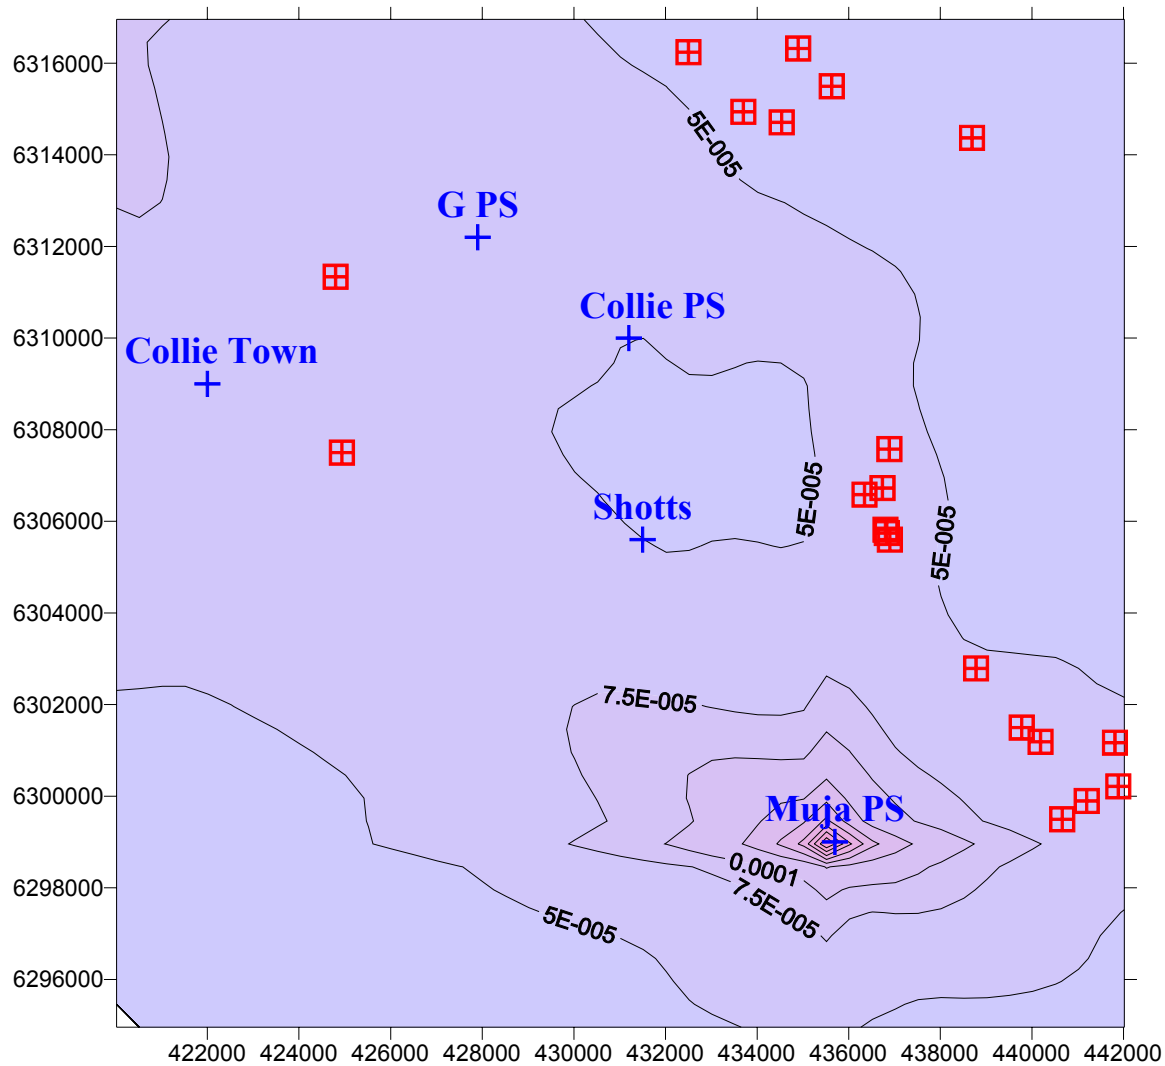 6316000
5E-005
6314000
G PS
6312000
Collie PS
6310000
Collie Town
6308000
5E-005
Shotts
6306000
5E-005
6304000
7.5E-005
6302000
6300000
Muja PS
0.0001
6298000
7.5E-005
5E-005
6296000
422000 424000 426000 428000 430000 432000 434000 436000 438000 440000 442000